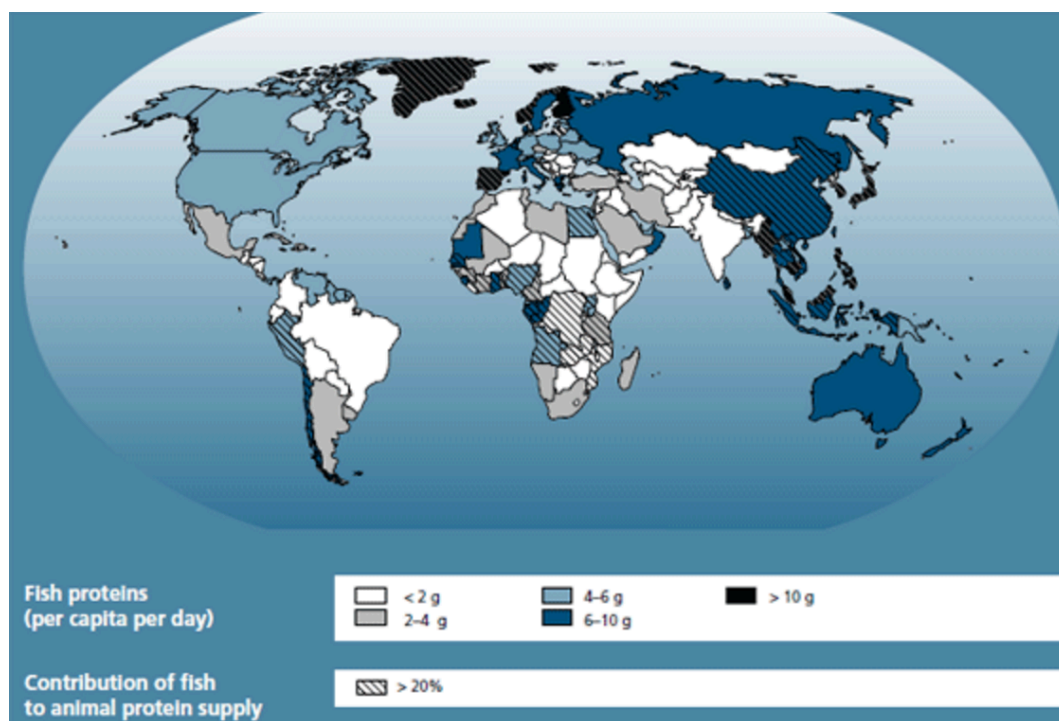 Fish proteins
(per capita per day)
< 2 g
4–6 g
> 10 g
2–4 g
6–10 g
Contribution of fish
to animal protein supply
> 20%